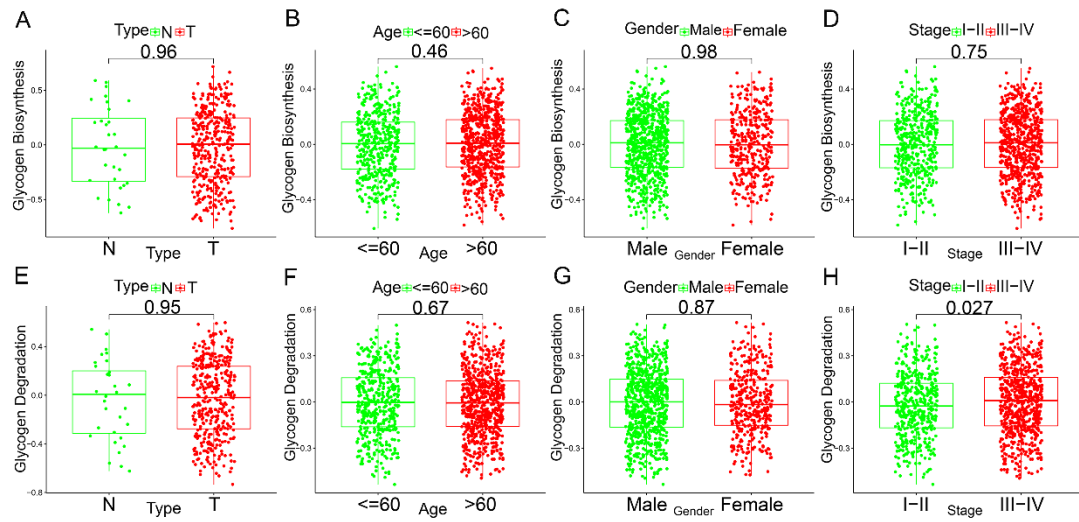 A
Type N T
0.96
Glycogen Biosynthesis
0.5
0.0
−0.5
N Type T
B
Age <=60 >60
0.46
Glycogen Biosynthesis
0.4
0.0
−0.4
<=60 Age >60
C
Gender Male Female
0.98
Glycogen Biosynthesis
0.4
0.0
−0.4
Male Gender Female
D
Stage I−II III−IV
0.75
Glycogen Biosynthesis
0.4
0.0
−0.4
I−II Stage III−IV
E
Type N T
0.95
Glycogen Degradation
0.4
0.0
−0.4
−0.8
N Type T
F
Age <=60 >60
0.67
Glycogen Degradation
0.6
0.3
0.0
−0.3
<=60 Age >60
G
Gender Male Female
0.87
Glycogen Degradation
0.6
0.3
0.0
−0.3
Male Gender Female
H
Stage I−II III−IV
0.027
Glycogen Degradation
0.6
0.3
0.0
−0.3
I−II Stage III−IV